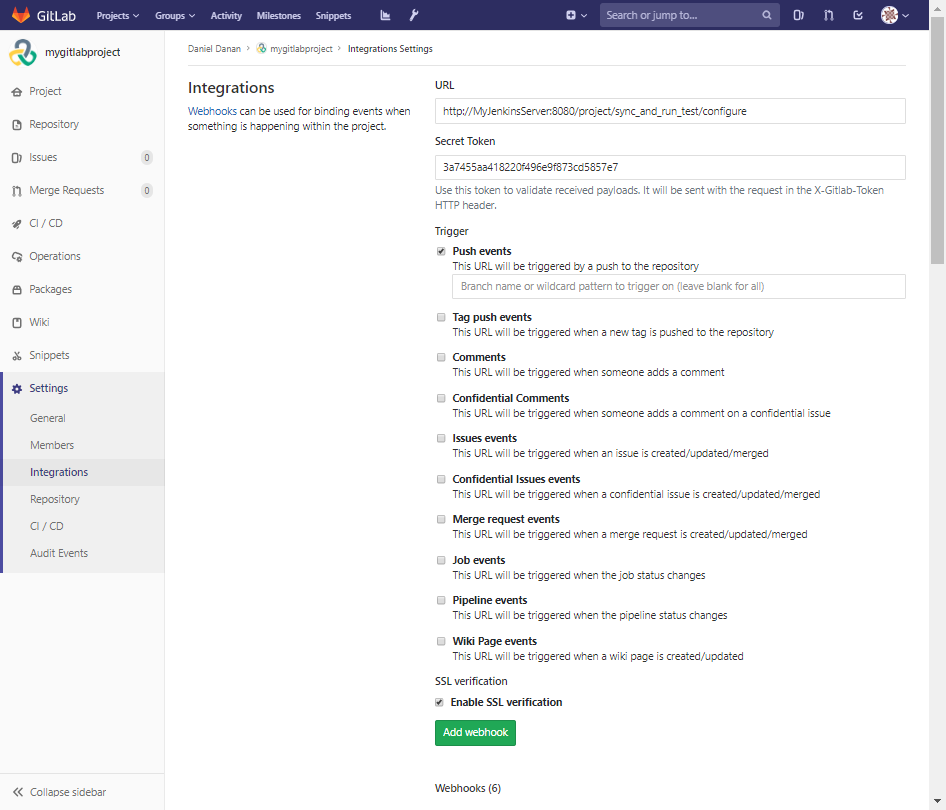 GitLab Projects Groups Activity Milestones Snippets Search or jump to...
mygitlabproject
Project
Repository
Issues 0
Merge Requests 0
CI / CD
Operations
Packages
Wiki
Snippets
Settings
General
Members
Integrations
Repository
CI / CD
Audit Events
Collapse sidebar
Daniel Danan > mygitlabproject > Integrations Settings
Integrations
Webhooks can be used for binding events when
something is happening within the project.
URL
http://MyJenkinsServer:8080/project/sync_and_run_test/configure
Secret Token
3a7455aa418220f496e9f873cd5857e7
Use this token to validate received payloads. It will be sent with the request in the X-Gitlab-Token
HTTP header.
Trigger
Push events
This URL will be triggered by a push to the repository
Branch name or wildcard pattern to trigger on (leave blank for all)
Tag push events
This URL will be triggered when a new tag is pushed to the repository
Comments
This URL will be triggered when someone adds a comment
Confidential Comments
This URL will be triggered when someone adds a comment on a confidential issue
Issues events
This URL will be triggered when an issue is created/updated/merged
Confidential Issues events
This URL will be triggered when a confidential issue is created/updated/merged
Merge request events
This URL will be triggered when a merge request is created/updated/merged
Job events
This URL will be triggered when the job status changes
Pipeline events
This URL will be triggered when the pipeline status changes
Wiki Page events
This URL will be triggered when a wiki page is created/updated
SSL verification
Enable SSL verification
Add webhook
Webhooks (6)